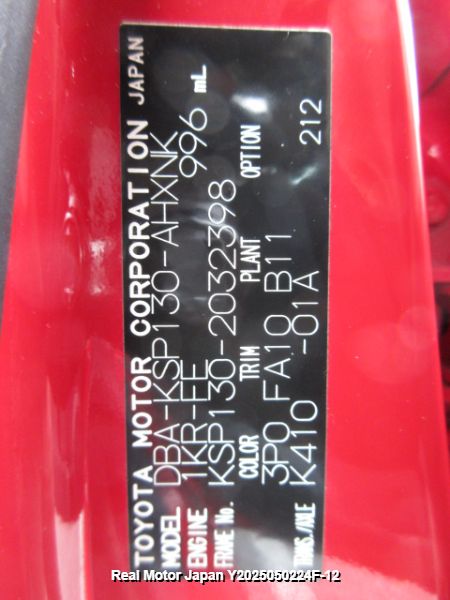 TOYOTA MOTOR CORPORATION JAPAN
MODEL DBA-KSP130-AHXNK
ENGINE 1KR-FE 996 mL
FRAME No. KSP130-2032398
COLOR TRIM PLANT OPTION
3P0 FA10 B11
TRANS./AXLE K410 -01A 212
Real Motor Japan Y2025050224F-12